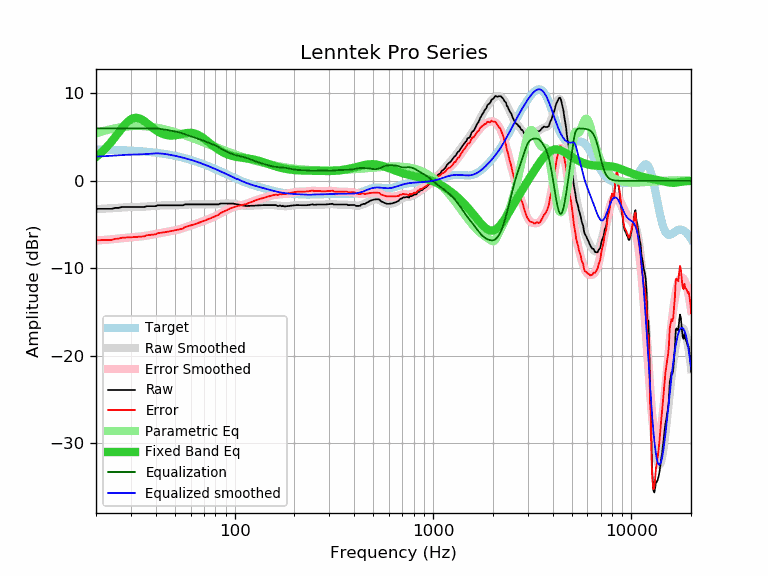 Lenntek Pro Series
10
0
−10
−20
−30
Amplitude (dBr)
Target
Raw Smoothed
Error Smoothed
Raw
Error
Parametric Eq
Fixed Band Eq
Equalization
Equalized smoothed
100
1000
10000
Frequency (Hz)